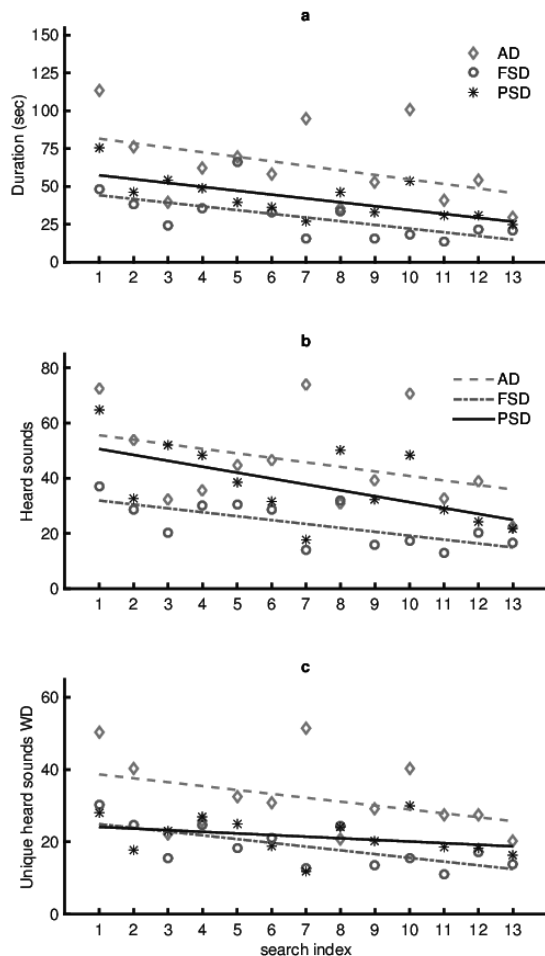 a
150
125
100
75
50
25
0
Duration (sec)
AD
FSD
PSD
1 2 3 4 5 6 7 8 9 10 11 12 13
b
80
60
40
20
0
Heard sounds
AD
FSD
PSD
1 2 3 4 5 6 7 8 9 10 11 12 13
c
60
40
20
0
Unique heard sounds WD
1 2 3 4 5 6 7 8 9 10 11 12 13
search index